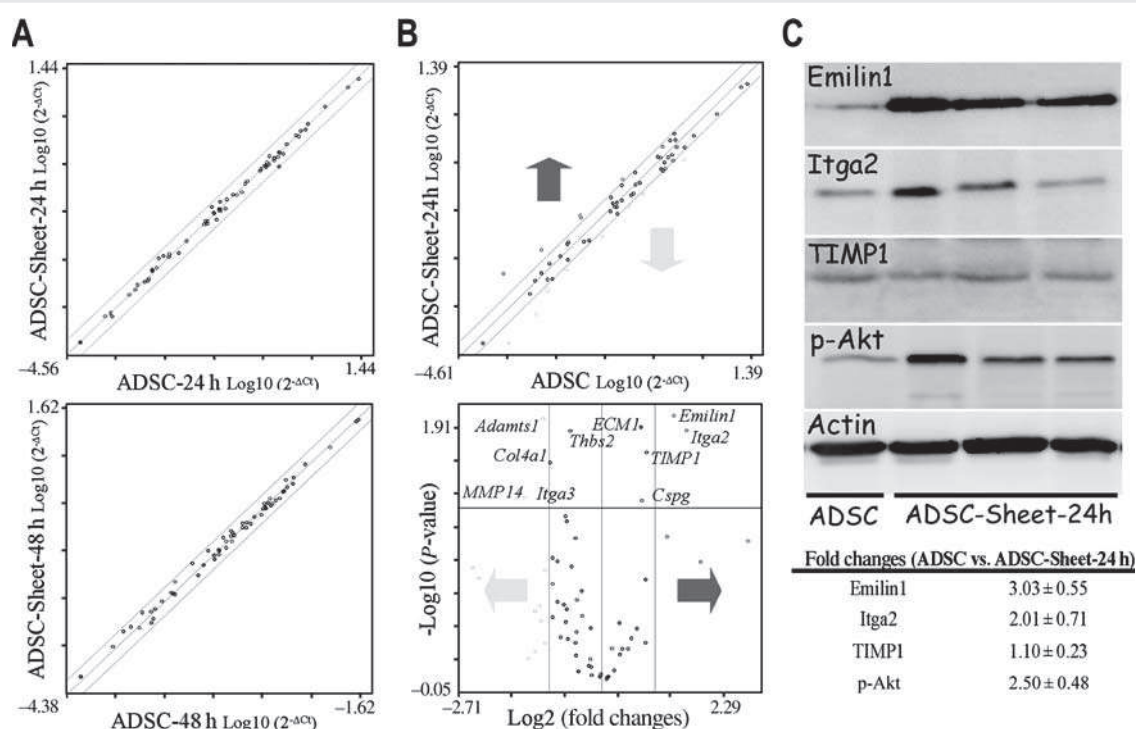 A
1.44
ADSC-Sheet-24 h Log10 (2-ΔCt)
−4.56
1.44
ADSC-24 h Log10 (2-ΔCt)
1.62
ADSC-Sheet-48 h Log10 (2-ΔCt)
−4.38
−1.62
ADSC-48 h Log10 (2-ΔCt)
B
1.39
ADSC-Sheet-24h Log10 (2-ΔCt)
−4.61
1.39
ADSC Log10 (2-ΔCt)
1.91
-Log10 (P-value)
−0.05
Adamts1
Thbs2
ECM1
Emilin1
Itga2
Col4a1
TIMP1
MMP14
Itga3
Cspg
−2.71
2.29
Log2 (fold changes)
C
Emilin1
Itga2
TIMP1
p-Akt
Actin
ADSC ADSC-Sheet-24h
Fold changes (ADSC vs. ADSC-Sheet-24 h)
Emilin1 3.03 ± 0.55
Itga2 2.01 ± 0.71
TIMP1 1.10 ± 0.23
p-Akt 2.50 ± 0.48